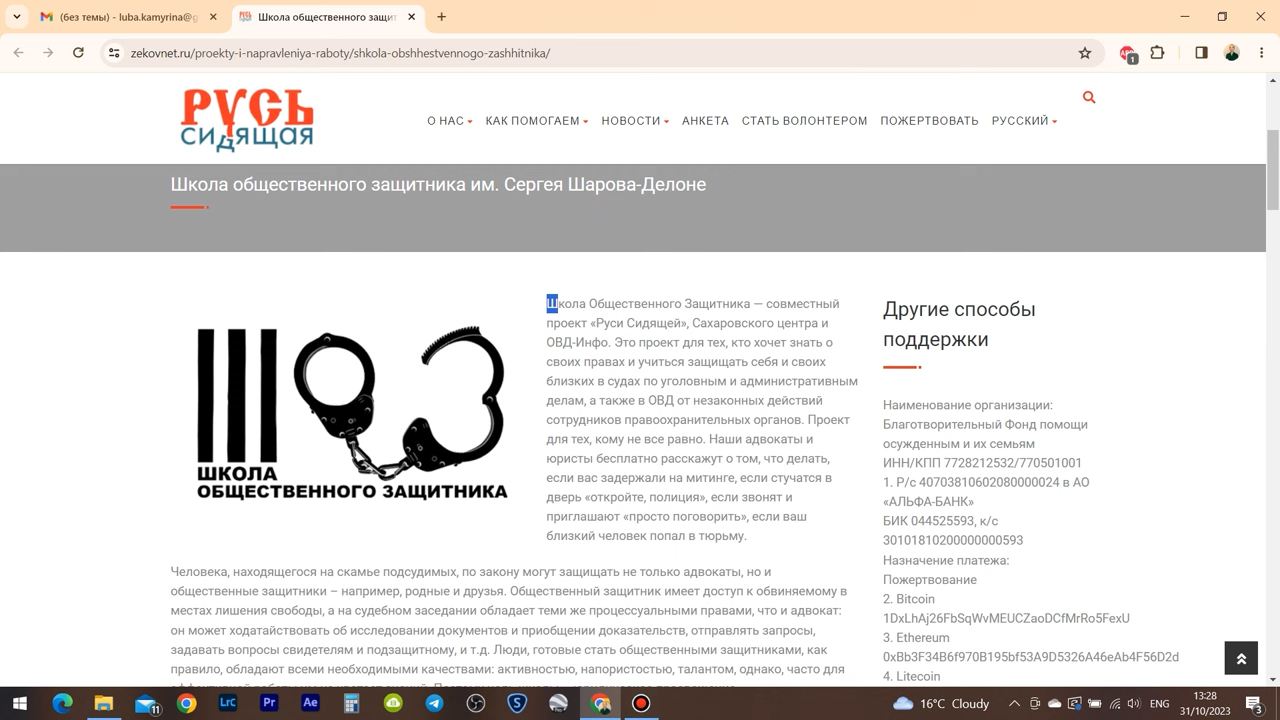 (без темы) - luba.kamyrina@g
Школа общественного защит
zekovnet.ru/proekty-i-napravleniya-raboty/shkola-obshhestvennogo-zashhitnika/
1
РУСЬ
сидящая
О НАС
КАК ПОМОГАЕМ
НОВОСТИ
АНКЕТА
СТАТЬ ВОЛОНТЕРОМ
ПОЖЕРТВОВАТЬ
РУССКИЙ
Школа общественного защитника им. Сергея Шарова-Делоне
ШОЗ
ШКОЛА
ОБЩЕСТВЕННОГО ЗАЩИТНИКА
Школа Общественного Защитника — совместный
проект «Руси Сидящей», Сахаровского центра и
ОВД-Инфо. Это проект для тех, кто хочет знать о
своих правах и учиться защищать себя и своих
близких в судах по уголовным и административным
делам, а также в ОВД от незаконных действий
сотрудников правоохранительных органов. Проект
для тех, кому не все равно. Наши адвокаты и
юристы бесплатно расскажут о том, что делать,
если вас задержали на митинге, если стучатся в
дверь «откройте, полиция», если звонят и
приглашают «просто поговорить», если ваш
близкий человек попал в тюрьму.
Человека, находящегося на скамье подсудимых, по закону могут защищать не только адвокаты, но и
общественные защитники – например, родные и друзья. Общественный защитник имеет доступ к обвиняемому в
местах лишения свободы, а на судебном заседании обладает теми же процессуальными правами, что и адвокат:
он может ходатайствовать об исследовании документов и приобщении доказательств, отправлять запросы,
задавать вопросы свидетелям и подзащитному, и т.д. Люди, готовые стать общественными защитниками, как
правило, обладают всеми необходимыми качествами: активностью, напористостью, талантом, однако, часто для
Другие способы
поддержки
Наименование организации:
Благотворительный Фонд помощи
осужденным и их семьям
ИНН/КПП 7728212532/770501001
1. Р/с 40703810602080000024 в АО
«АЛЬФА-БАНК»
БИК 044525593, к/с
30101810200000000593
Назначение платежа:
Пожертвование
2. Bitcoin
1DxLhAj26FbSqWvMEUCZaoDCfMrRo5FexU
3. Ethereum
0xBb3F34B6f970B195bf53A9D5326A46eAb4F56D2d
4. Litecoin
11
LrC
Pr
Ae
16°C Cloudy
ENG
13:28
31/10/2023
3